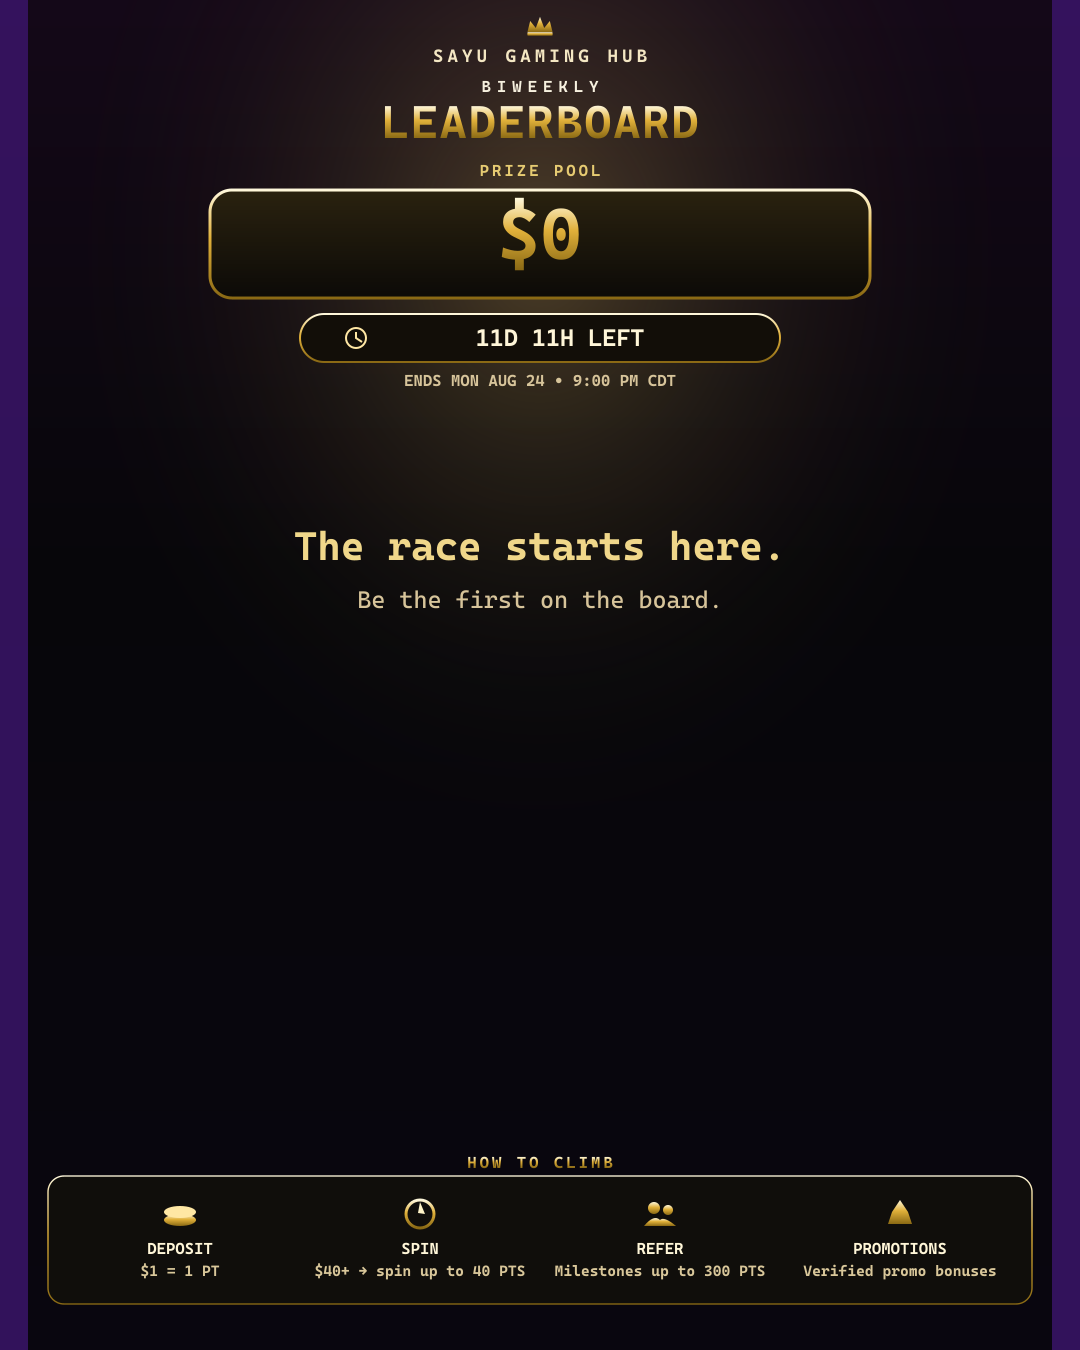 SAYU GAMING HUB
BIWEEKLY
LEADERBOARD
PRIZE POOL
$0
11D 11H LEFT
ENDS MON AUG 24 • 9:00 PM CDT
The race starts here.
Be the first on the board.
HOW TO CLIMB
DEPOSIT SPIN REFER PROMOTIONS
$1 = 1 PT $40+ → spin up to 40 PTS Milestones up to 300 PTS Verified promo bonuses